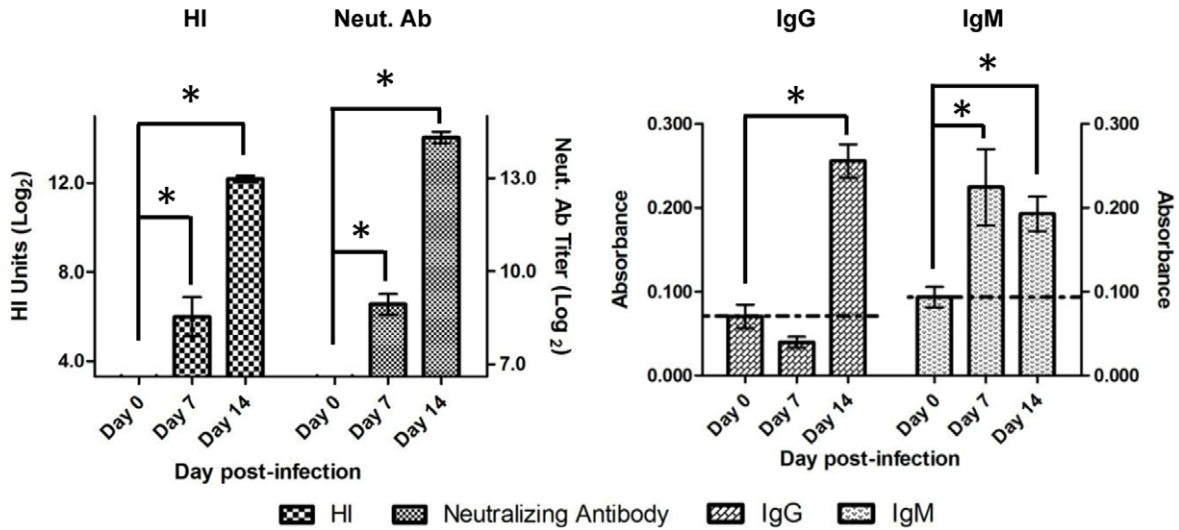 HI
Neut. Ab
IgG
IgM
*
*
*
*
*
*
*
HI Units (Log2)
12.0
8.0
4.0
13.0
10.0
7.0
Neut. Ab Titer (Log 2)
Day 0
Day 7
Day 14
Day 0
Day 7
Day 14
Day post-infection
Absorbance
0.300
0.200
0.100
0.000
0.300
0.200
0.100
0.000
Absorbance
Day 0
Day 7
Day 14
Day 0
Day 7
Day 14
Day post-infection
HI
Neutralizing Antibody
IgG
IgM